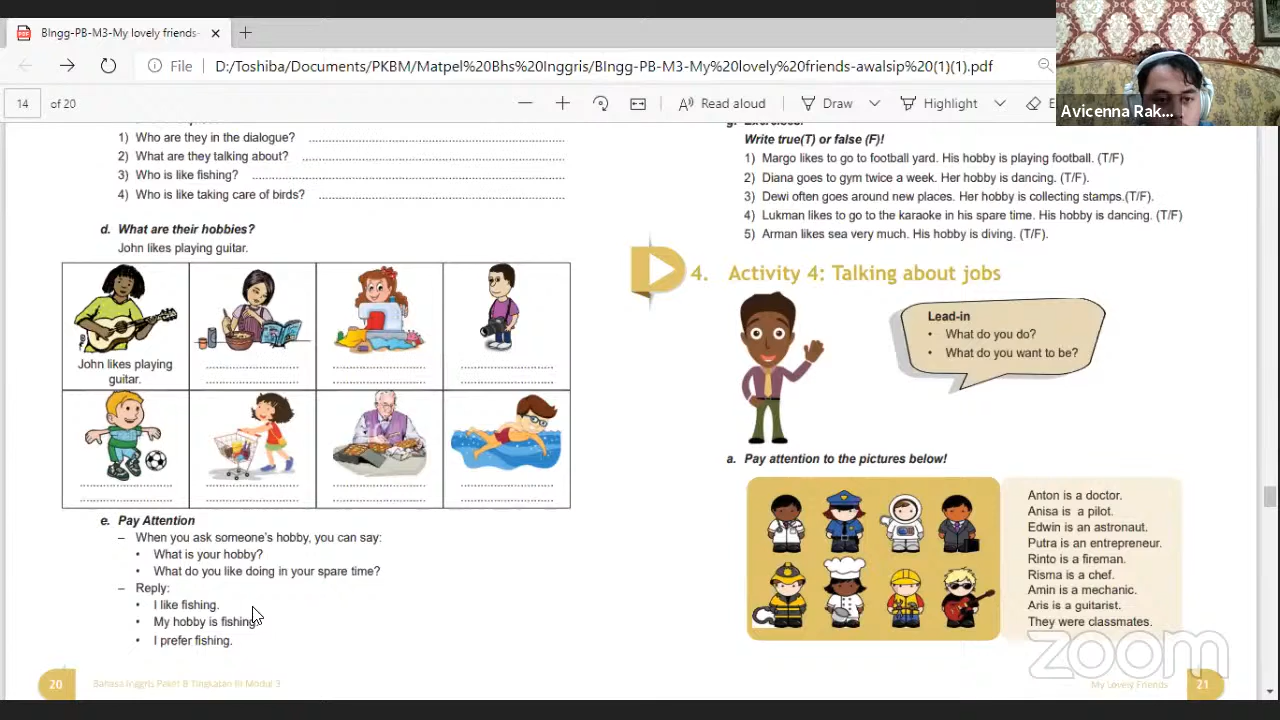 BIngg-PB-M3-My lovely friends-
File D:/Toshiba/Documents/PKBM/Matpel%20Bhs%20Inggris/BIngg-PB-M3-My%20lovely%20friends-awalsip%20(1)(1).pdf
14 of 20
Read aloud
Draw
Highlight
Avicenna Rak...
1) Who are they in the dialogue?
2) What are they talking about?
3) Who is like fishing?
4) Who is like taking care of birds?
d. What are their hobbies?
John likes playing guitar.
John likes playing
guitar.
e. Pay Attention
– When you ask someone's hobby, you can say:
• What is your hobby?
• What do you like doing in your spare time?
– Reply:
• I like fishing.
• My hobby is fishing.
• I prefer fishing.
20 Bahasa Inggris Paket B Tingkatan III Modul 3
g. Exercises!
Write true(T) or false (F)!
1) Margo likes to go to football yard. His hobby is playing football. (T/F)
2) Diana goes to gym twice a week. Her hobby is dancing. (T/F).
3) Dewi often goes around new places. Her hobby is collecting stamps.(T/F).
4) Lukman likes to go to the karaoke in his spare time. His hobby is dancing. (T/F)
5) Arman likes sea very much. His hobby is diving. (T/F).
4. Activity 4: Talking about jobs
Lead-in
• What do you do?
• What do you want to be?
a. Pay attention to the pictures below!
Anton is a doctor.
Anisa is a pilot.
Edwin is an astronaut.
Putra is an entrepreneur.
Rinto is a fireman.
Risma is a chef.
Amin is a mechanic.
Aris is a guitarist.
They were classmates.
zoom
My Lovely Friends 21